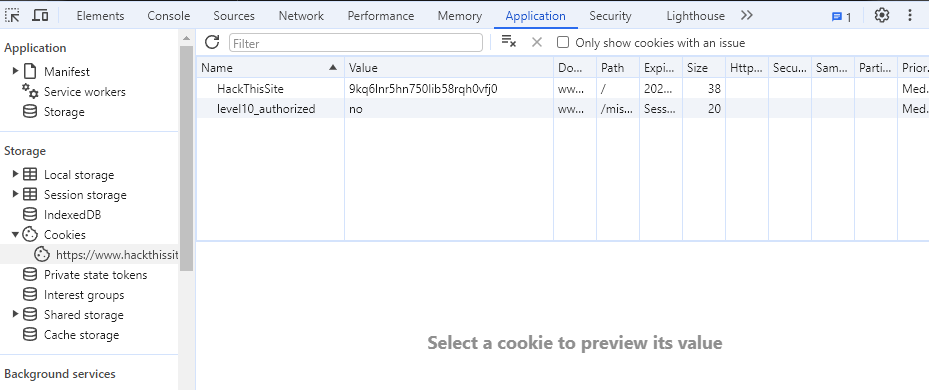 Elements Console Sources Network Performance Memory Application Security Lighthouse 1
Application
Manifest
Service workers
Storage
Storage
Local storage
Session storage
IndexedDB
Cookies
https://www.hackthissit
Private state tokens
Interest groups
Shared storage
Cache storage
Background services
Filter Only show cookies with an issue
Name Value Do... Path Expi... Size Http... Secu... Sam... Parti... Prior...
HackThisSite ww... / 202... 38 Med...
level10_authorized no ww... /mis... Sess... 20 Med...
Select a cookie to preview its value